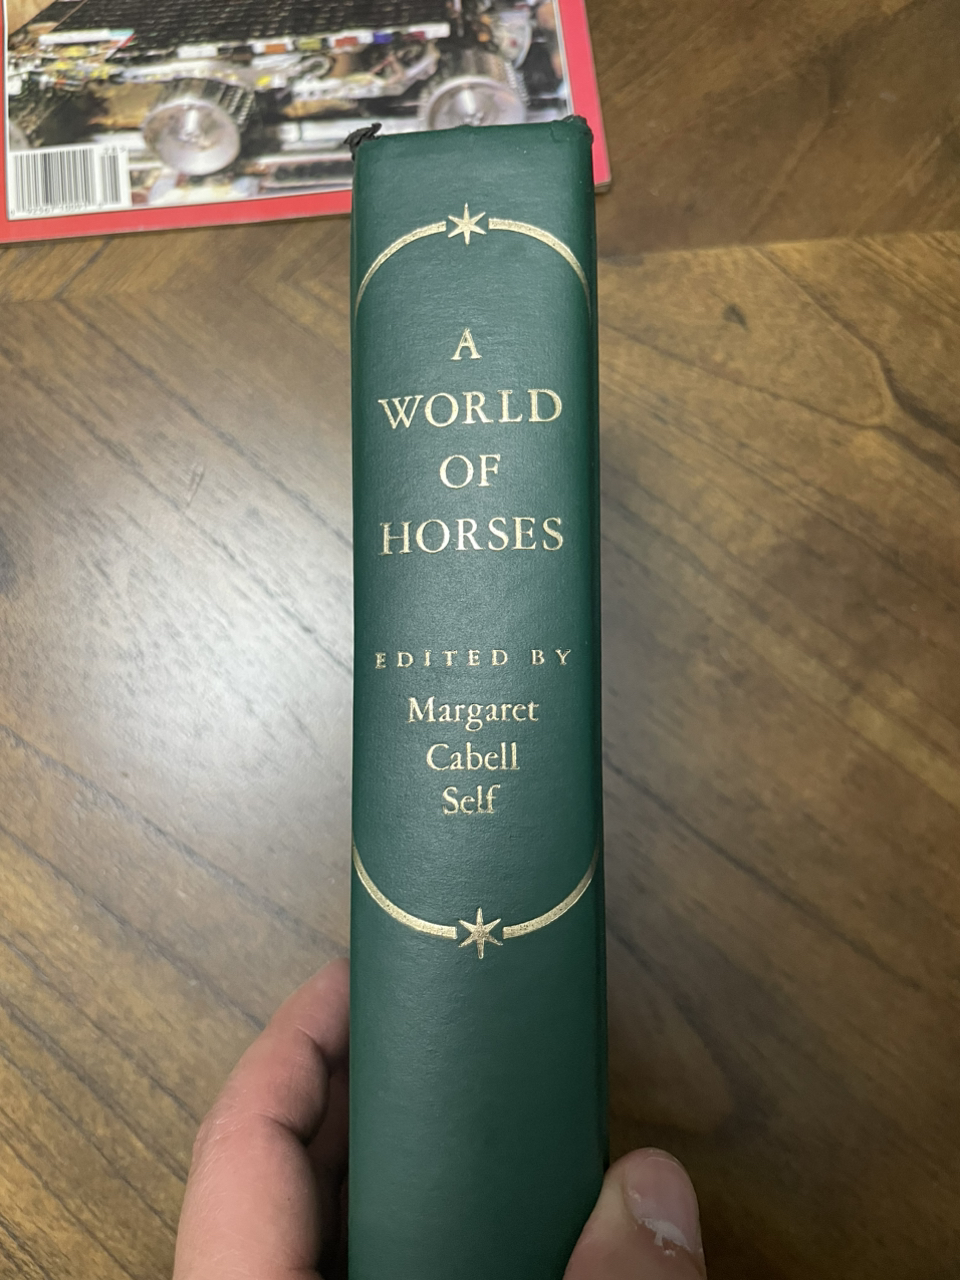 A
WORLD
OF
HORSES
EDITED BY
Margaret
Cabell
Self